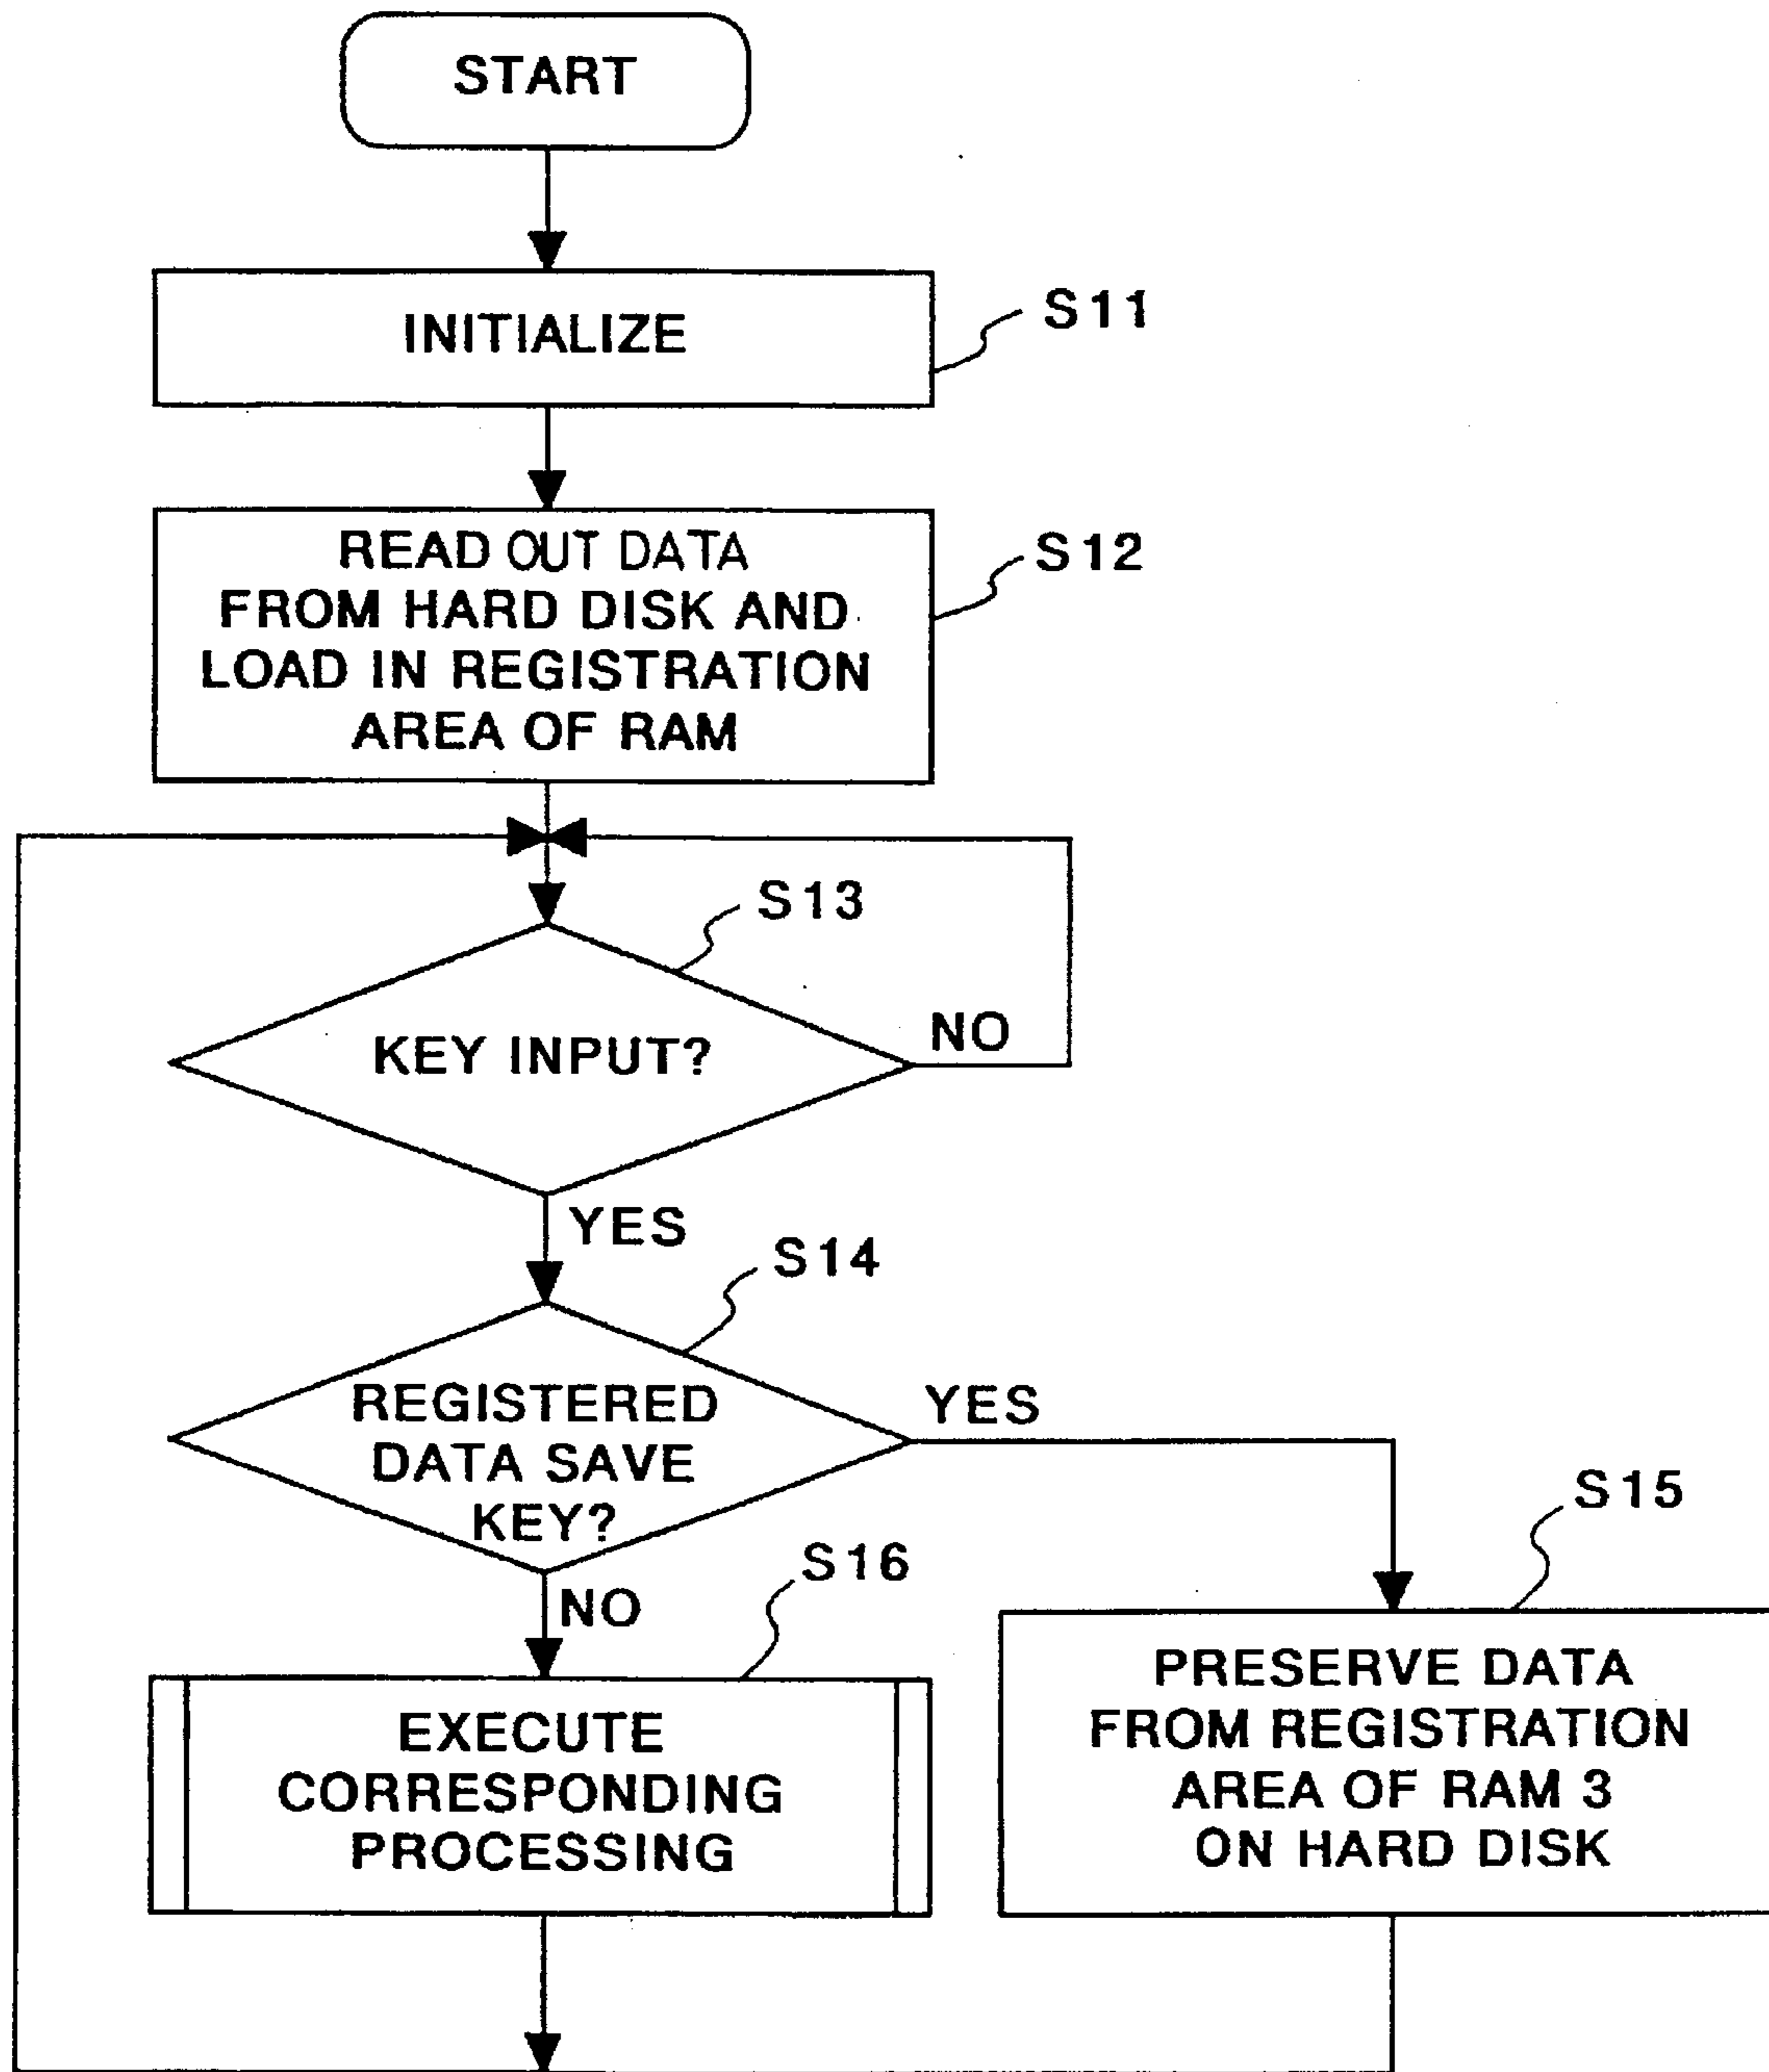 START
INITIALIZE
S11
READ OUT DATA
FROM HARD DISK AND
LOAD IN REGISTRATION
AREA OF RAM
S12
S13
KEY INPUT?
NO
YES
S14
REGISTERED
DATA SAVE
KEY?
YES
NO
S16
EXECUTE
CORRESPONDING
PROCESSING
S15
PRESERVE DATA
FROM REGISTRATION
AREA OF RAM 3
ON HARD DISK